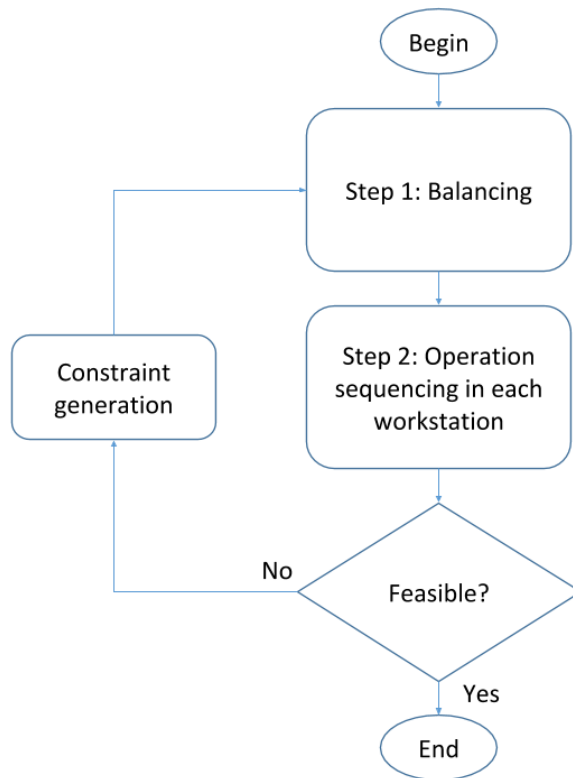 Begin
Step 1: Balancing
Step 2: Operation
sequencing in each
workstation
Constraint
generation
No
Feasible?
Yes
End